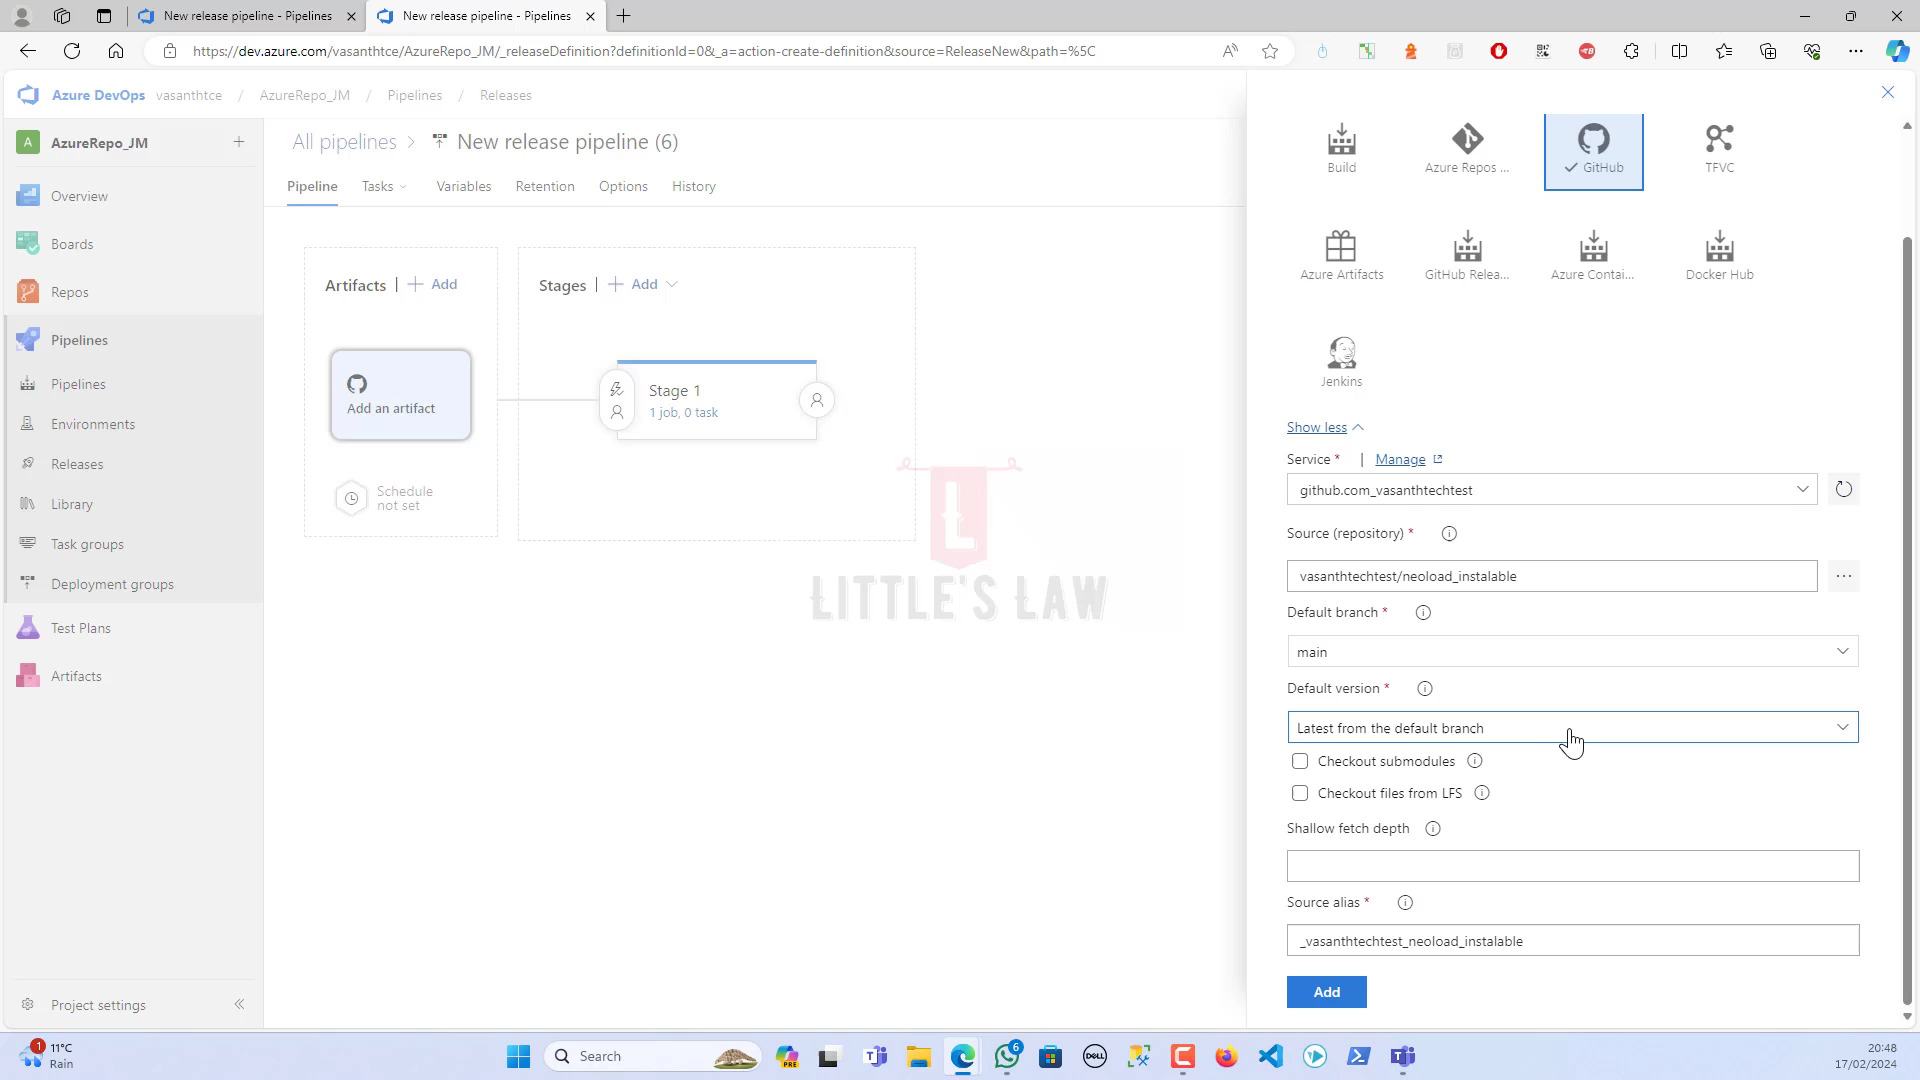 New release pipeline - Pipelines
New release pipeline - Pipelines
https://dev.azure.com/vasanthtce/AzureRepo_JM/_releaseDefinition?definitionId=0&_a=action-create-definition&source=ReleaseNew&path=%5C
Azure DevOps vasanthtce / AzureRepo_JM / Pipelines / Releases
A AzureRepo_JM
Overview
Boards
Repos
Pipelines
Pipelines
Environments
Releases
Library
Task groups
Deployment groups
Test Plans
Artifacts
Project settings
All pipelines > New release pipeline (6)
Pipeline Tasks Variables Retention Options History
Artifacts | + Add
Add an artifact
Schedule
not set
Stages | + Add
Stage 1
1 job, 0 task
L
LITTLE'S LAW
Build
Azure Repos ...
GitHub
TFVC
Azure Artifacts
GitHub Relea...
Azure Contai...
Docker Hub
Jenkins
Show less
Service * | Manage
github.com_vasanthtechtest
Source (repository) *
vasanthtechtest/neoload_instalable
...
Default branch *
main
Default version *
Latest from the default branch
Checkout submodules
Checkout files from LFS
Shallow fetch depth
Source alias *
_vasanthtechtest_neoload_instalable
Add
1
11°C
Rain
Search
PRE
6
DELL
20:48
17/02/2024